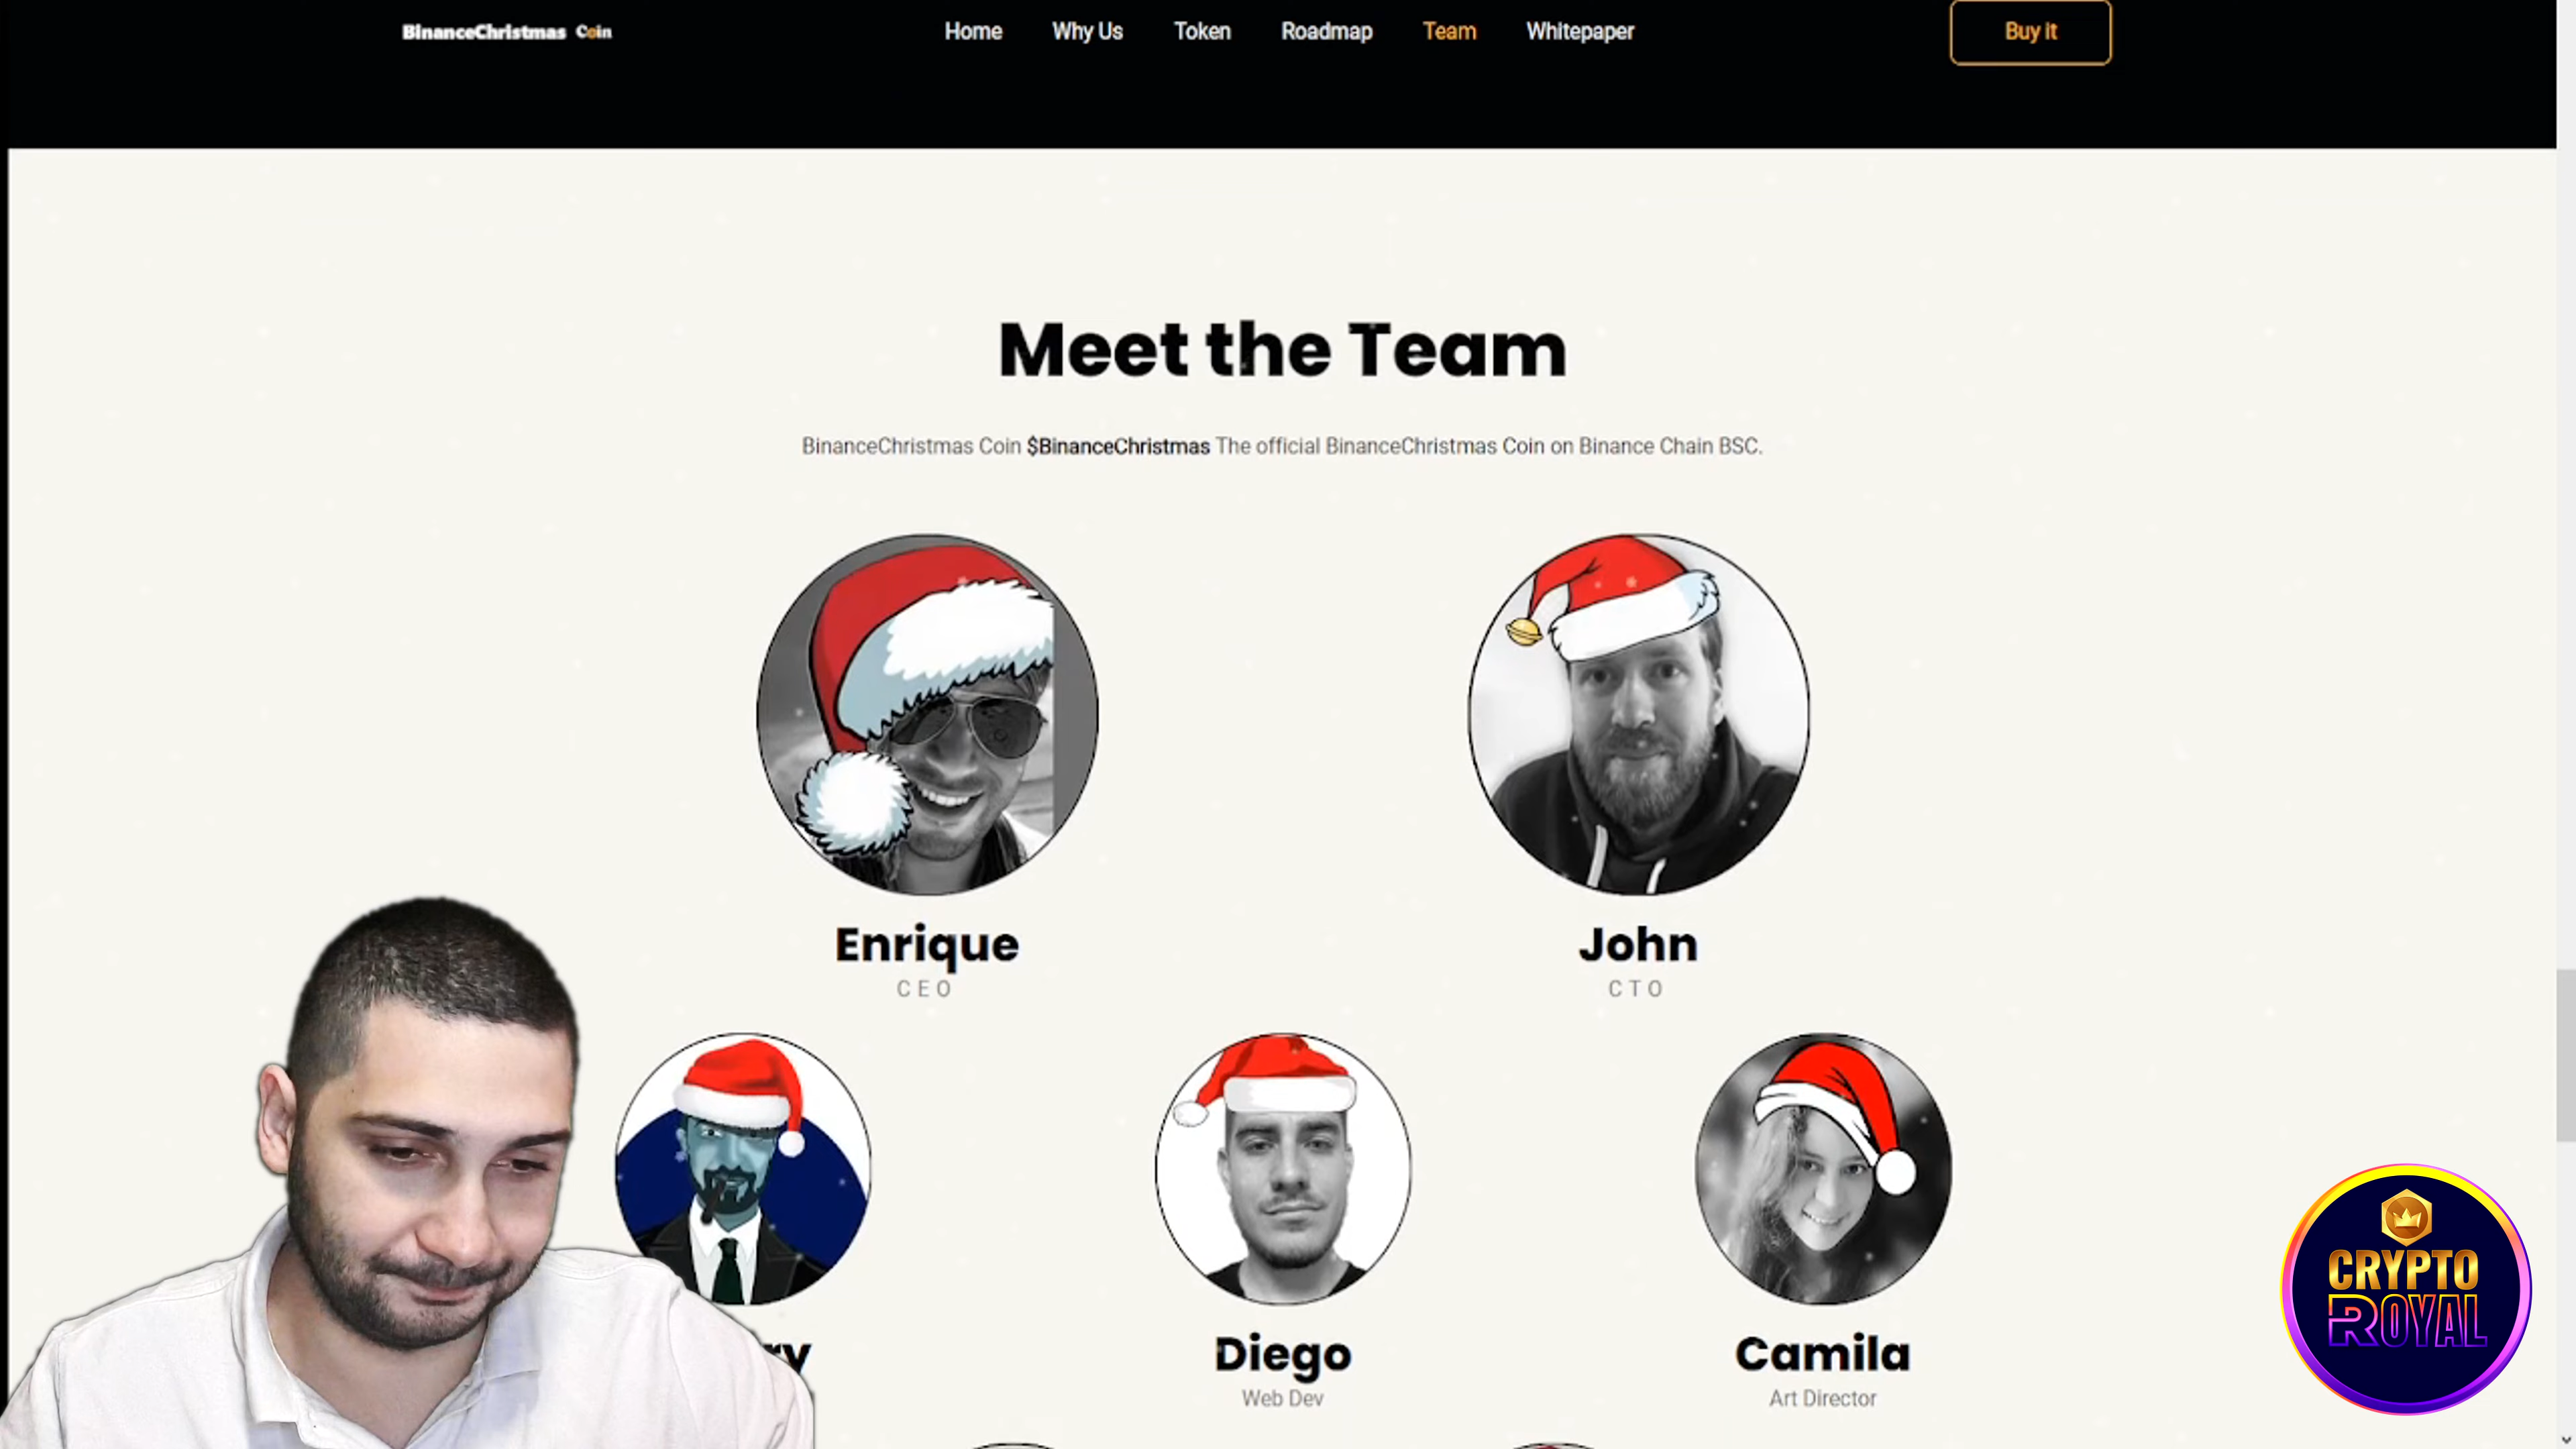 BinanceChristmas Coin
Home
Why Us
Token
Roadmap
Team
Whitepaper
Buy it
Meet the Team
BinanceChristmas Coin $BinanceChristmas The official BinanceChristmas Coin on Binance Chain BSC.
Enrique
CEO
John
CTO
Diego
Web Dev
Camila
Art Director
CRYPTO
ROYAL